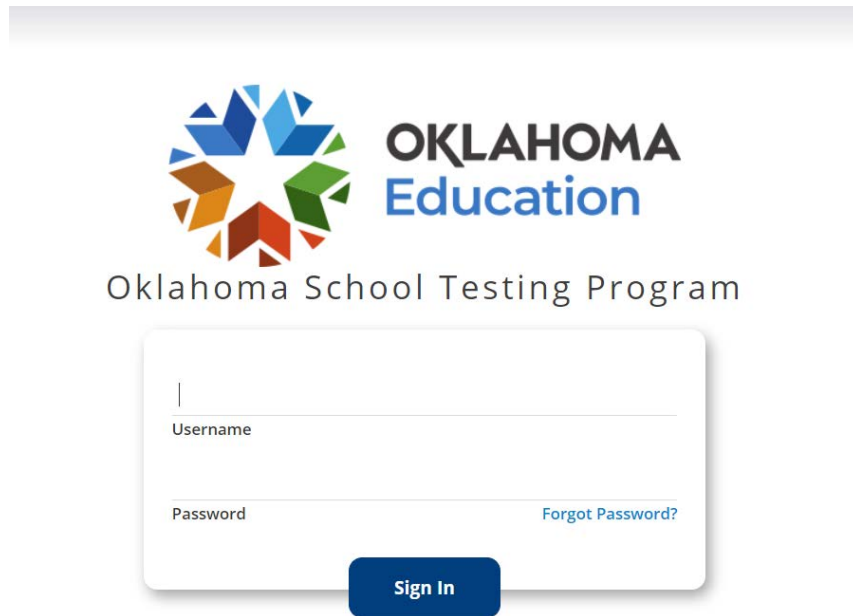 OKLAHOMA
Education
Oklahoma School Testing Program
Username
Password Forgot Password?
Sign In